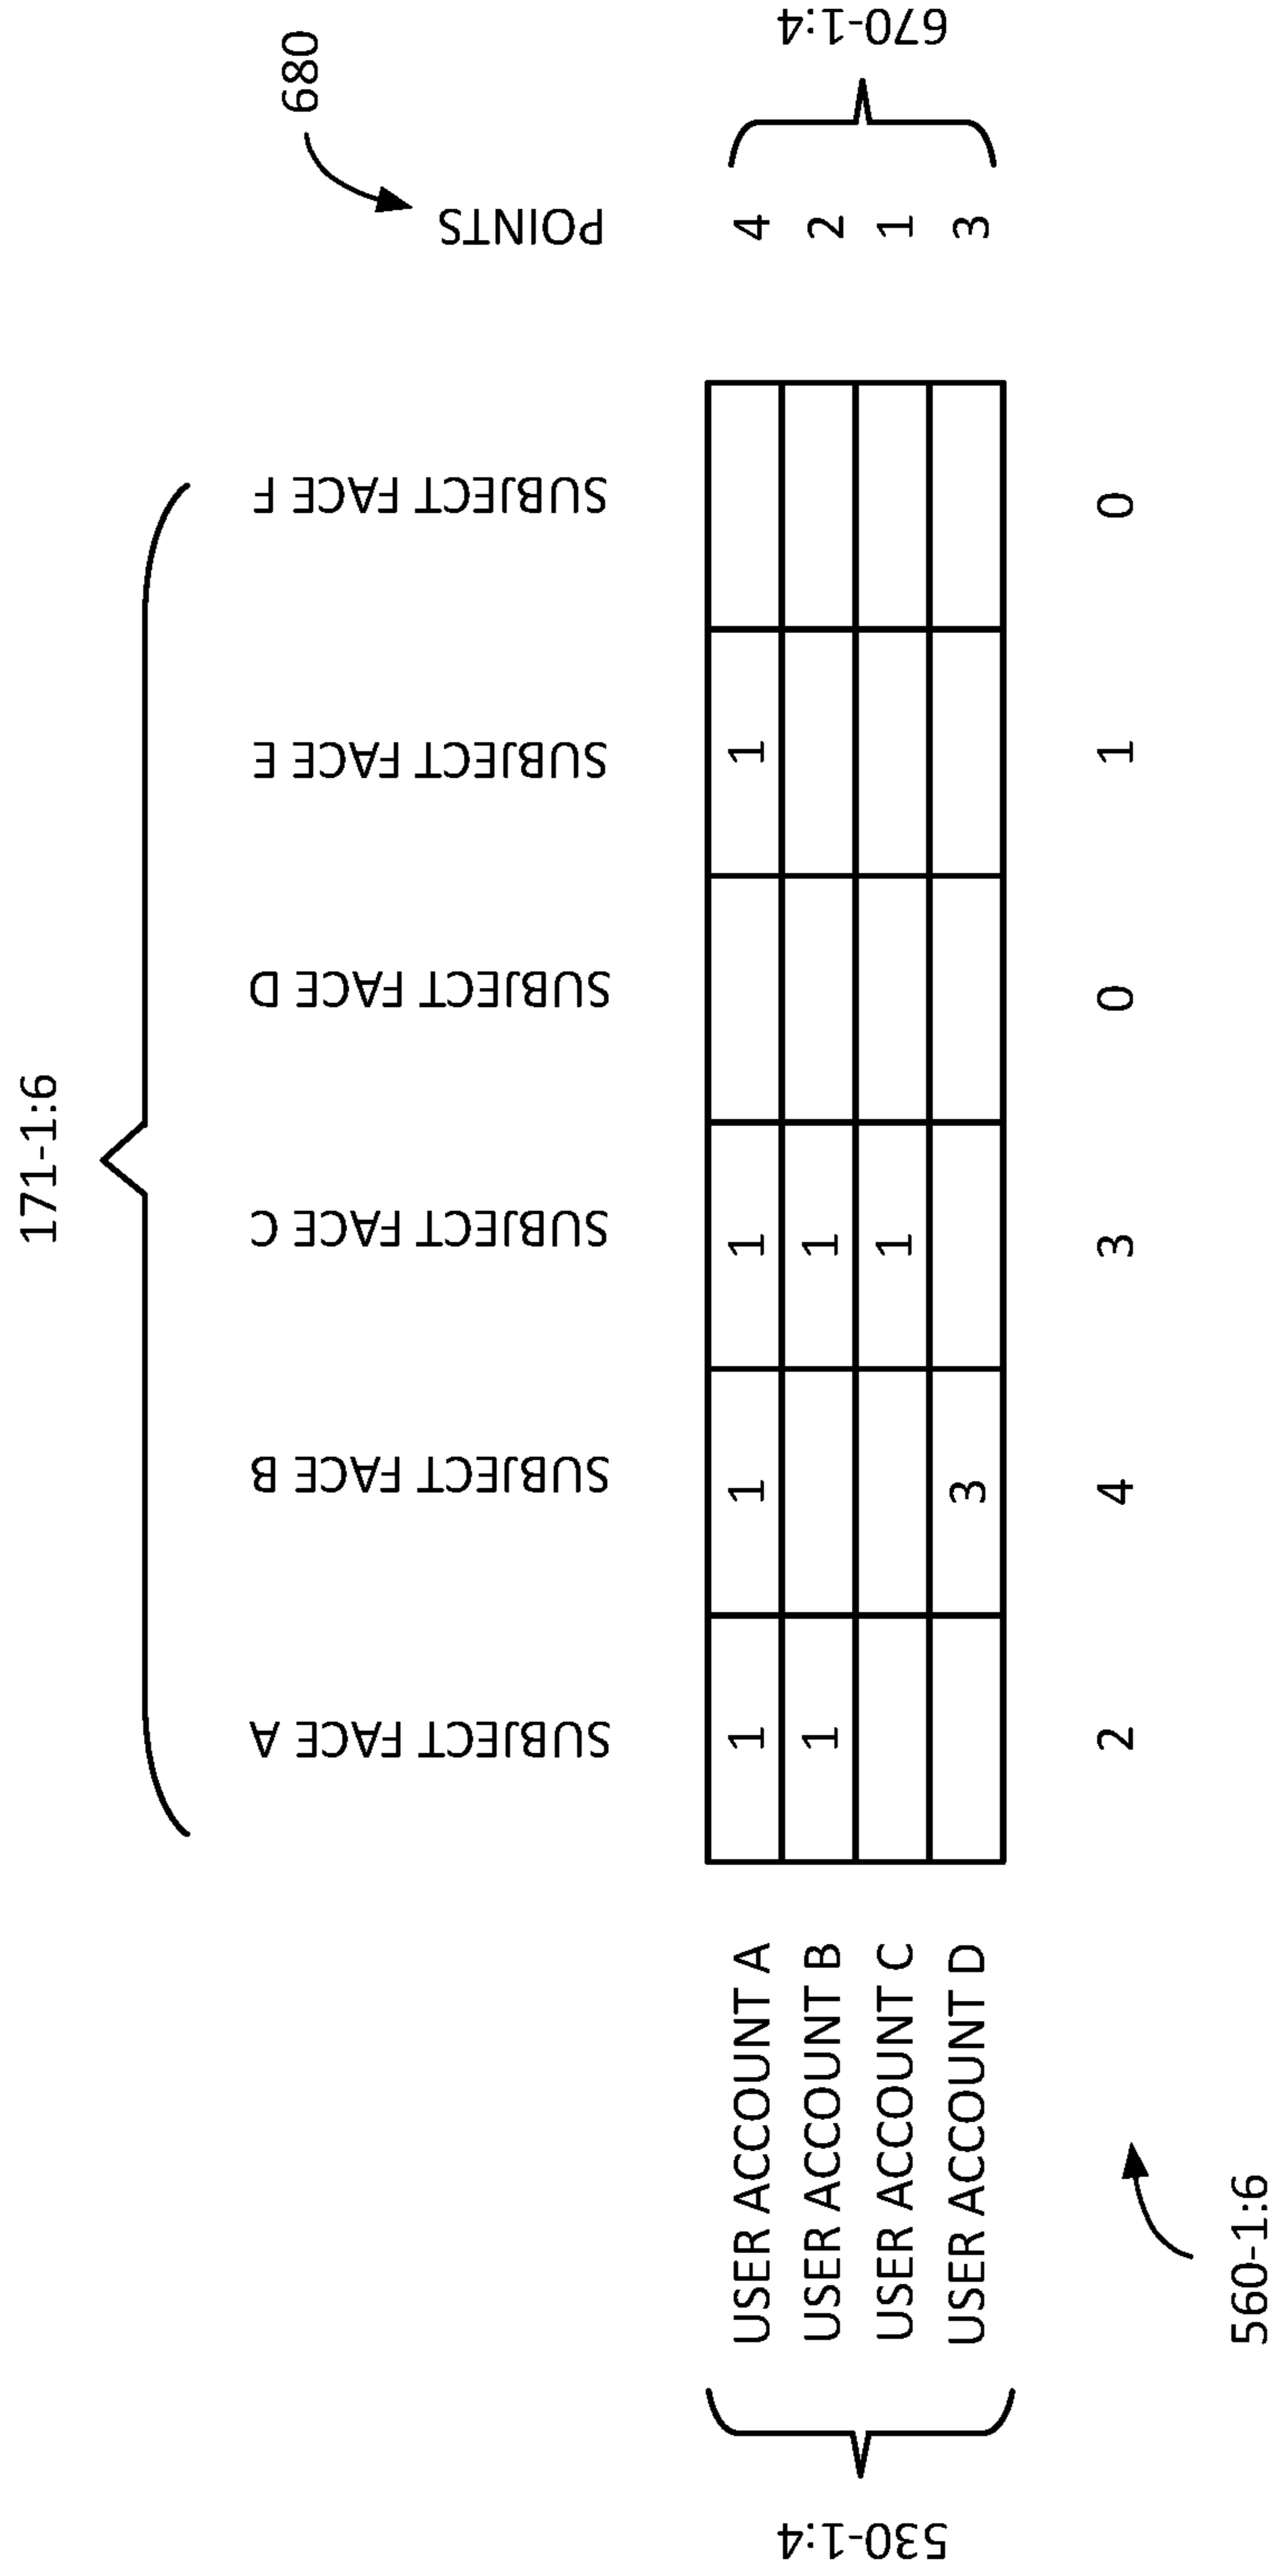 171-1:6
680
SUBJECT FACE A
SUBJECT FACE B
SUBJECT FACE C
SUBJECT FACE D
SUBJECT FACE E
SUBJECT FACE F
POINTS
USER ACCOUNT A 1 1 1 1 4
USER ACCOUNT B 1 1 2
USER ACCOUNT C 1 1
USER ACCOUNT D 3 3
530-1:4
670-1:4
2 4 3 0 1 0
560-1:6